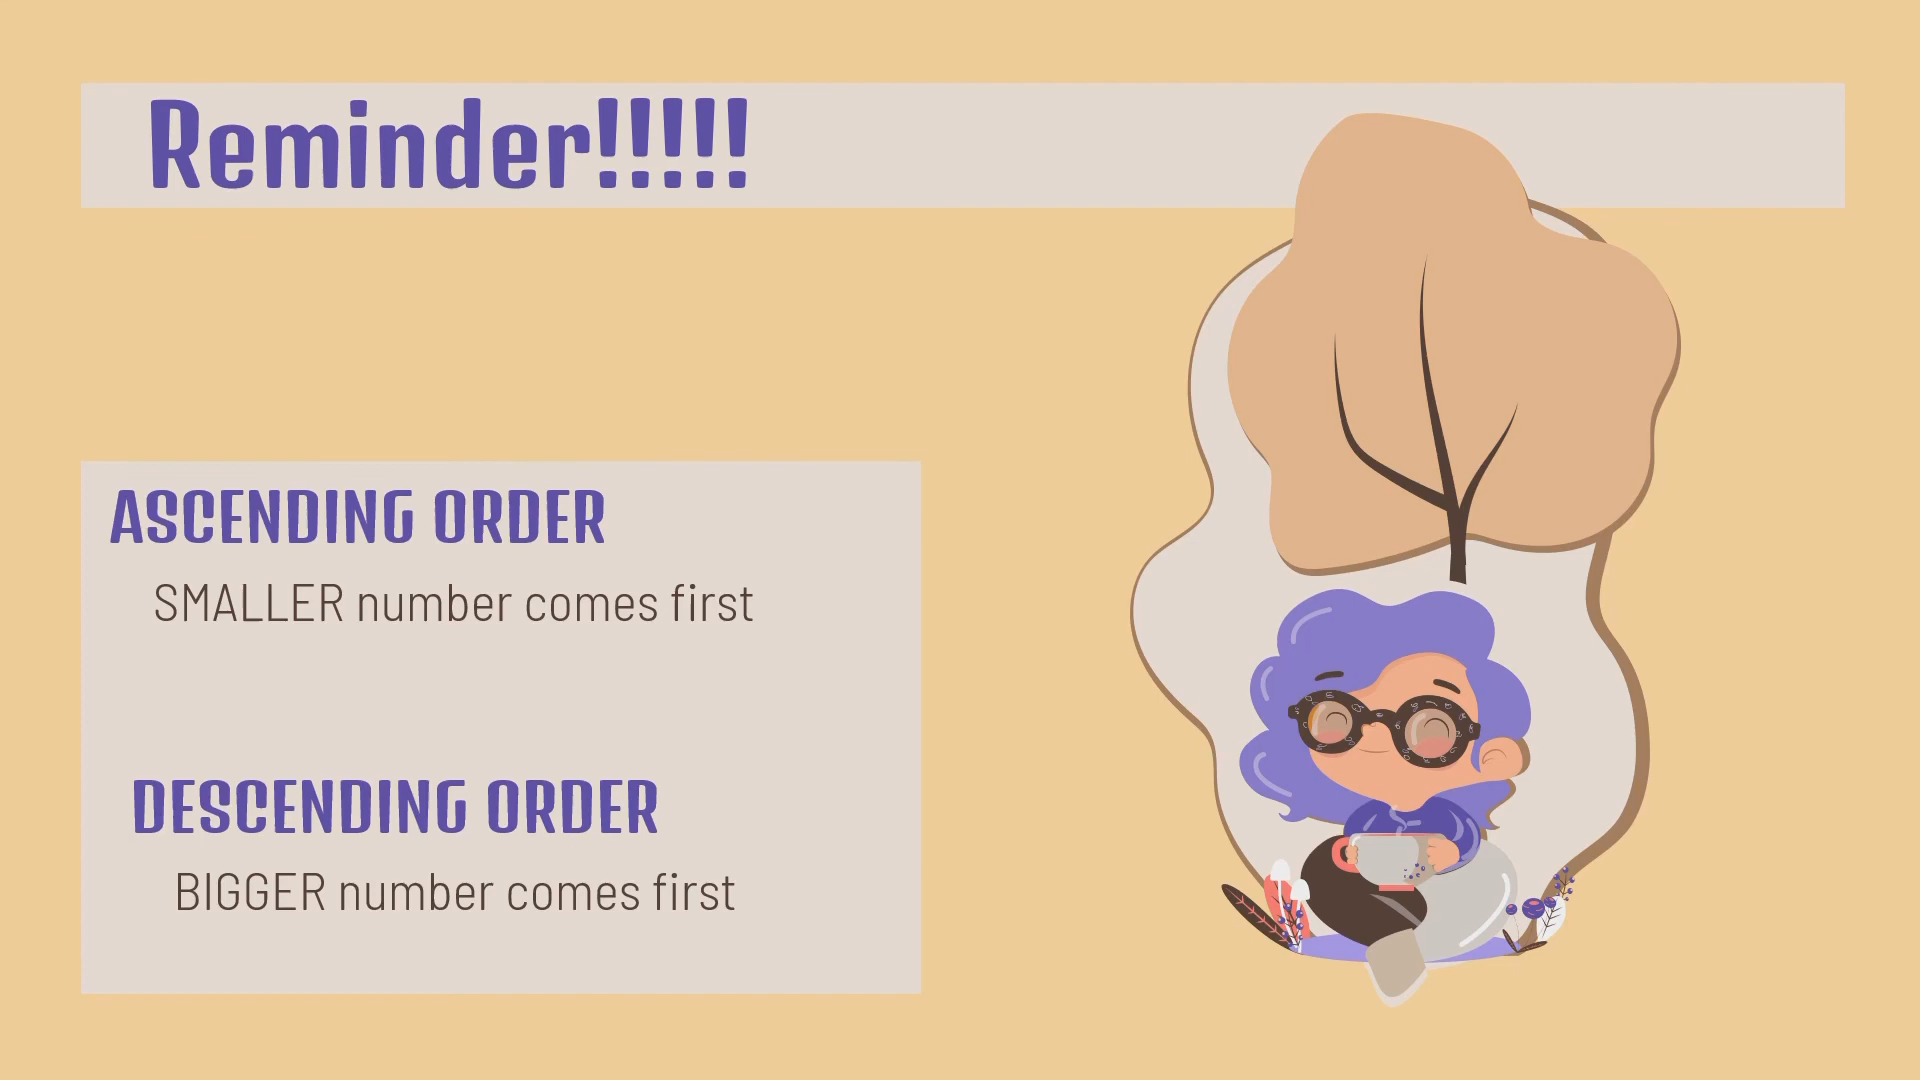 Reminder!!!!!
ASCENDING ORDER
SMALLER number comes first
DESCENDING ORDER
BIGGER number comes first